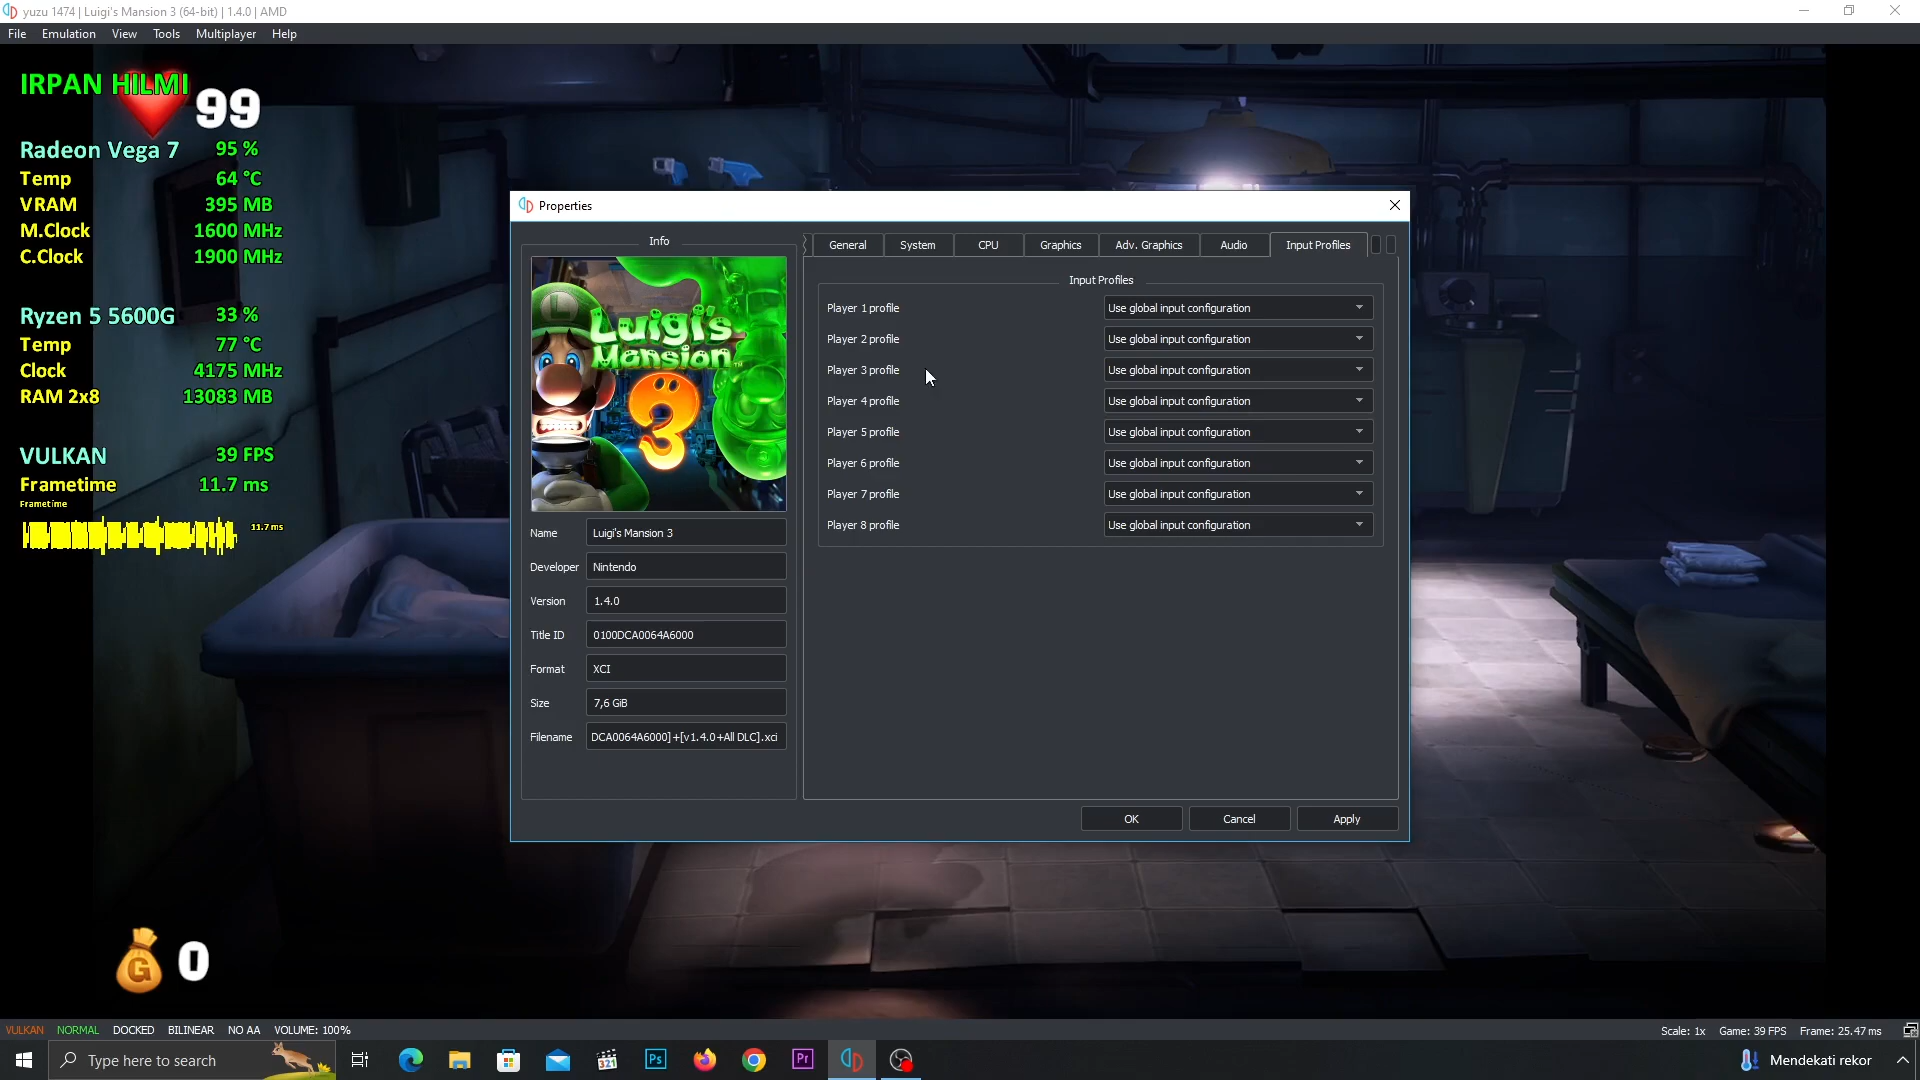 yuzu 1474 | Luigi's Mansion 3 (64-bit) | 1.4.0 | AMD
File Emulation View Tools Multiplayer Help
IRPAN HILMI
99
Radeon Vega 7 95 %
Temp 64 °C
VRAM 395 MB
M.Clock 1600 MHz
C.Clock 1900 MHz
Ryzen 5 5600G 33 %
Temp 77 °C
Clock 4175 MHz
RAM 2x8 13083 MB
VULKAN 39 FPS
Frametime 11.7 ms
Frametime
11.7 ms
Properties
Info
Luigi's
Mansion
3
Name Luigi's Mansion 3
Developer Nintendo
Version 1.4.0
Title ID 0100DCA0064A6000
Format XCI
Size 7,6 GiB
Filename DCA0064A6000]+[v1.4.0+All DLC].xci
General System CPU Graphics Adv. Graphics Audio Input Profiles
Input Profiles
Player 1 profile Use global input configuration
Player 2 profile Use global input configuration
Player 3 profile Use global input configuration
Player 4 profile Use global input configuration
Player 5 profile Use global input configuration
Player 6 profile Use global input configuration
Player 7 profile Use global input configuration
Player 8 profile Use global input configuration
OK Cancel Apply
G 0
VULKAN NORMAL DOCKED BILINEAR NO AA VOLUME: 100%
Scale: 1x Game: 39 FPS Frame: 25.47 ms
Type here to search
321
Ps
Pr
Mendekati rekor